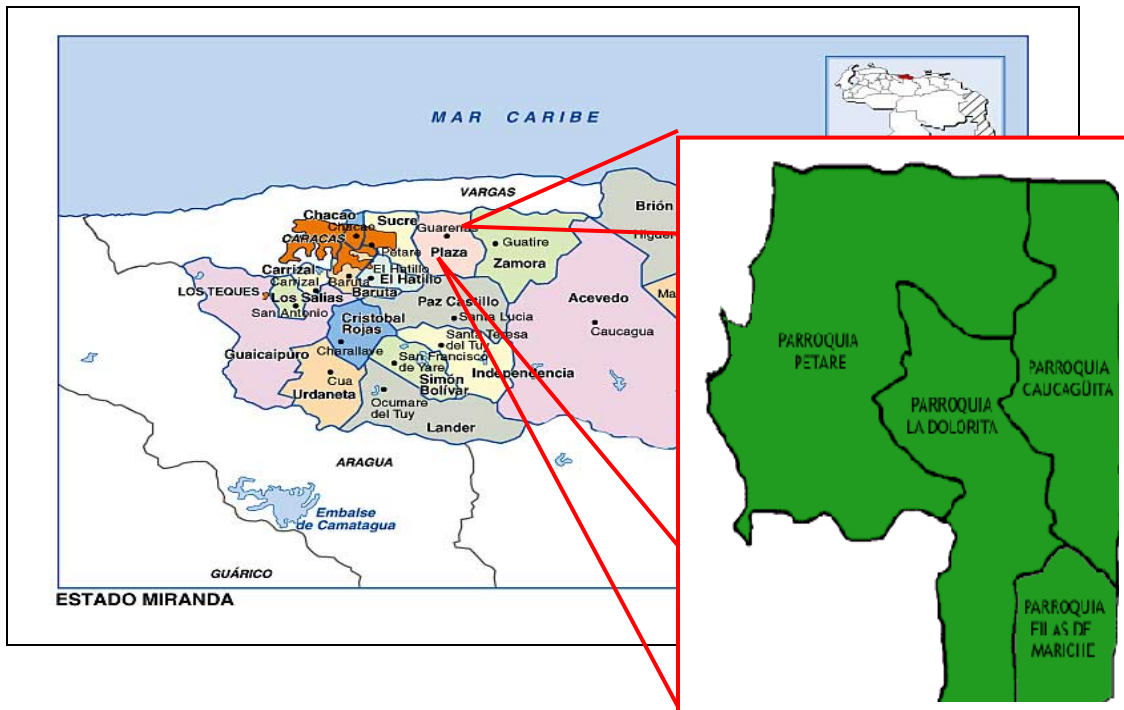 MAR CARIBE
VARGAS
Chacao
Chacao
Sucre
Guarenas
Brión
CARACAS
Petare
Plaza
Guatire
Zamora
Carrizal
Carrizal
El Hatillo
El Hatillo
Baruta
Baruta
LOS TEQUES
Los Salias
San Antonio
Paz Castillo
Santa Lucia
Acevedo
Caucagua
Cristobal
Rojas
Charallave
Santa Teresa
del Tuy
Guaicaipuro
San Francisco
de Yare
Independencia
Simón
Bolívar
Cua
Urdaneta
Ocumare
del Tuy
Lander
ARAGUA
Embalse
de Camatagua
GUÁRICO
ESTADO MIRANDA
PARROQUIA
PETARE
PARROQUIA
LA DOLORITA
PARROQUIA
CAUCAGÜITA
PARROQUIA
FILAS DE
MARICHE